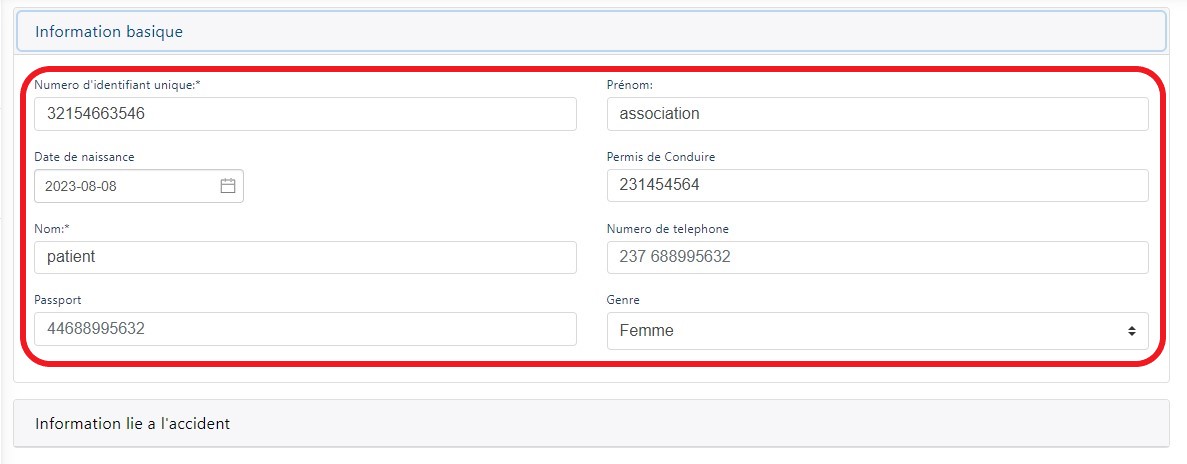 Information basique
Numero d'identifiant unique:*
32154663546
Prénom:
association
Date de naissance
2023-08-08
Permis de Conduire
231454564
Nom:*
patient
Numero de telephone
237 688995632
Passport
44688995632
Genre
Femme
Information lie a l'accident